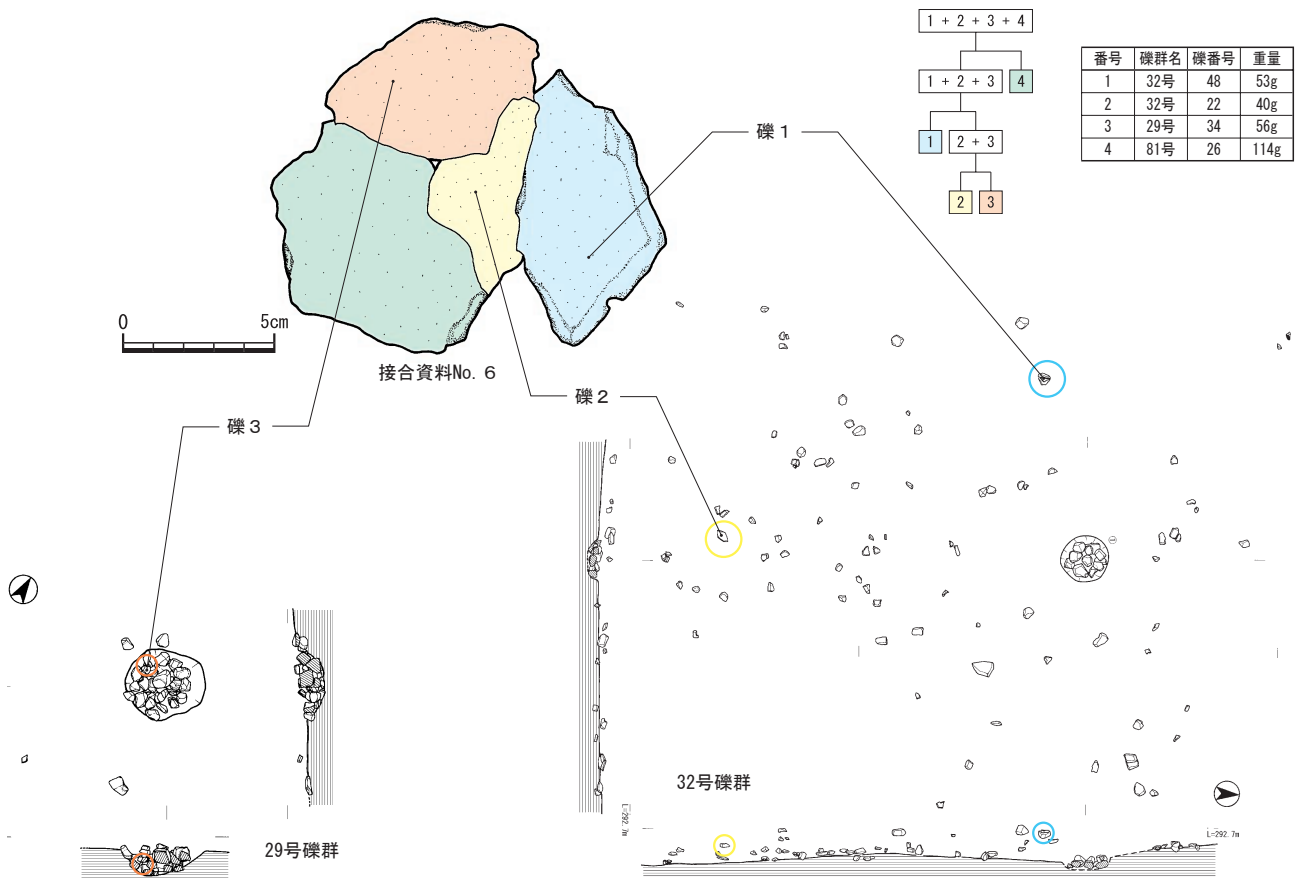 1 + 2 + 3 + 4
1 + 2 + 3
4
1
2 + 3
2
3
番号 礫群名 礫番号 重量
1 32号 48 53g
2 32号 22 40g
3 29号 34 56g
4 81号 26 114g
礫1
0 5cm
接合資料No. 6
礫2
礫3
32号礫群
L=292.7m
L=292.7m
29号礫群